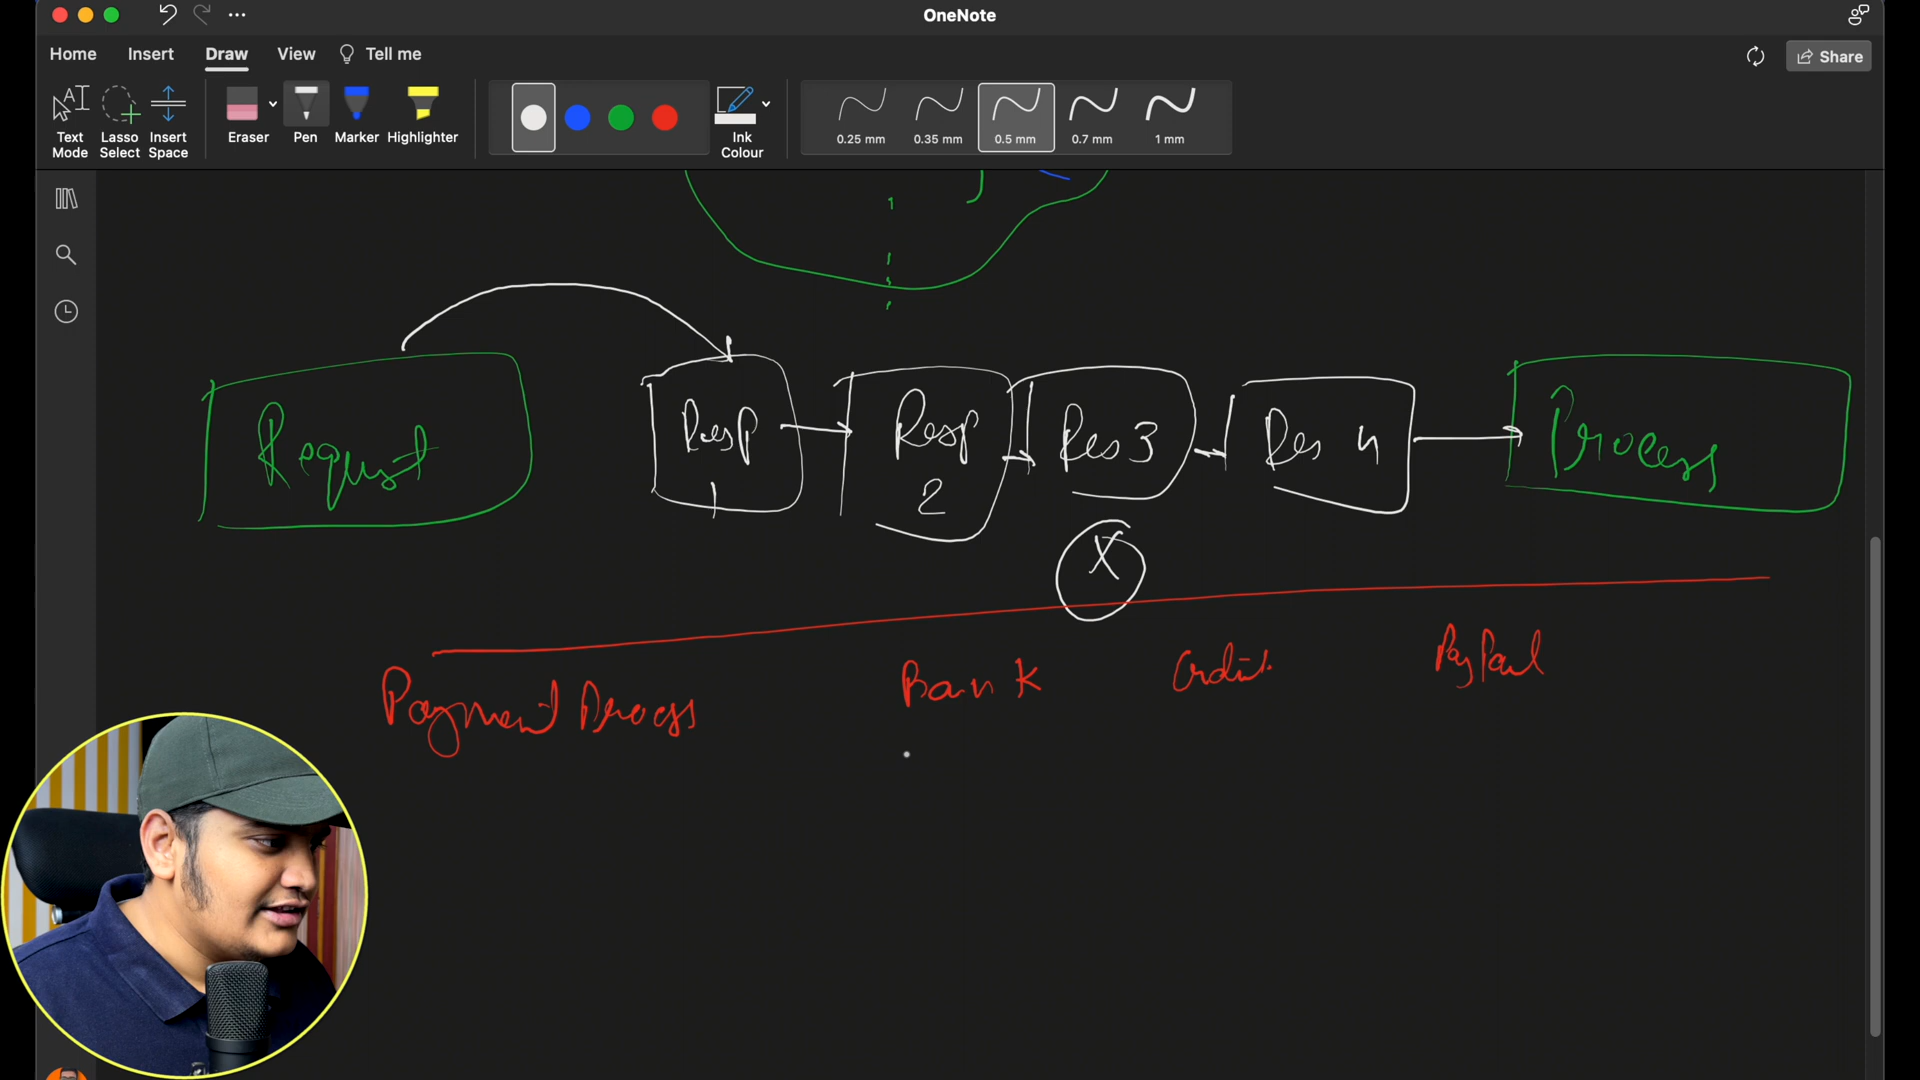 OneNote
Home Insert Draw View Tell me
Share
Text Mode
Lasso Select
Insert Space
Eraser
Pen
Marker
Highlighter
Ink Colour
0.25 mm
0.35 mm
0.5 mm
0.7 mm
1 mm
Request
Resp 1
Resp 2
Res 3
Res 4
Process
X
Payment Process
Bank
Credit
PayPal